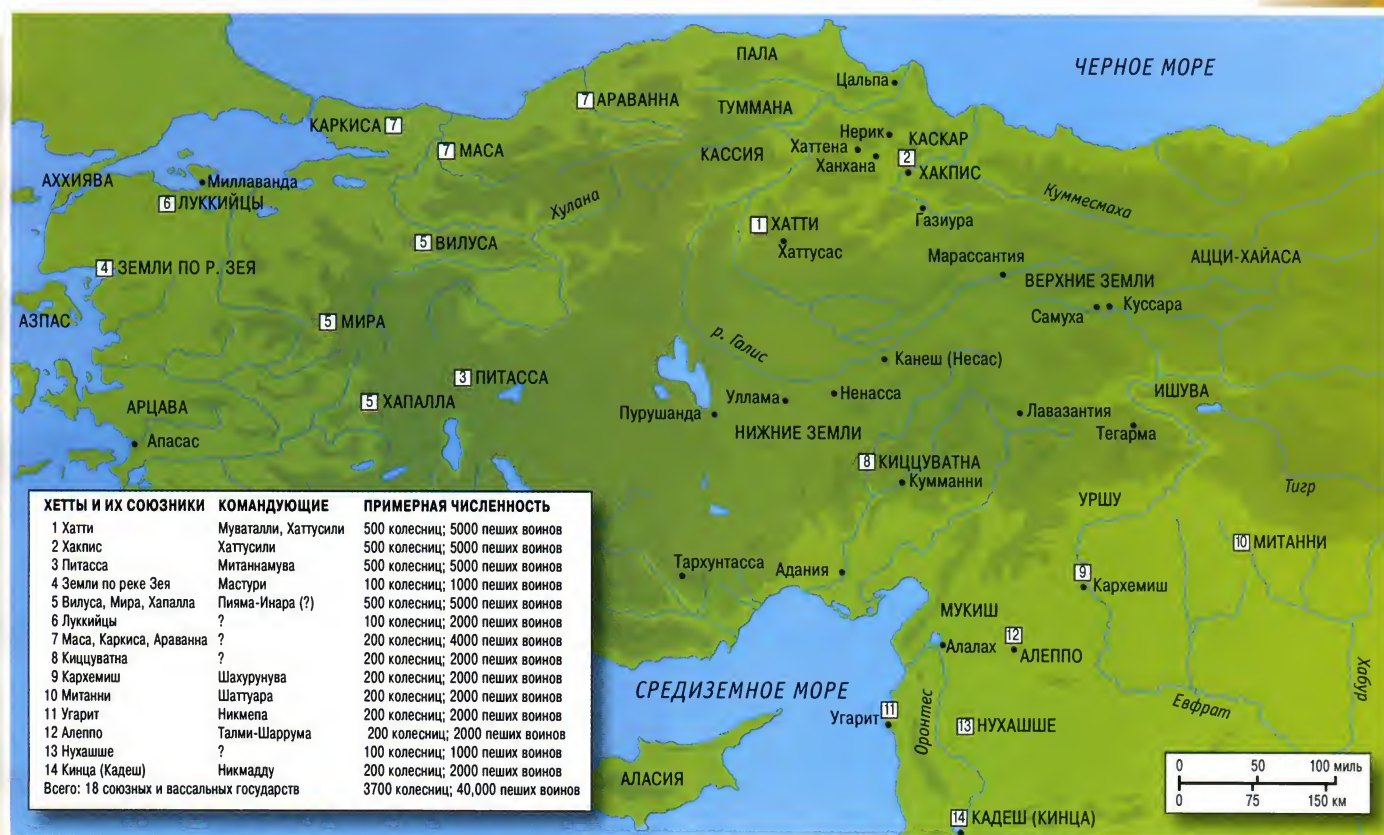 ЧЕРНОЕ МОРЕ
ПАЛА
Цальпа
7 АРАВАННА
ТУММАНА
КАРКИСА 7
7 МАСА
КАССИЯ
Нерик
Хаттена
Ханхана
КАСКАР
2
ХАКПИС
Куммесмаха
АХХИЯВА
Миллаванда
6 ЛУККИЙЦЫ
Хулана
5 ВИЛУСА
1 ХАТТИ
Хаттусас
Газиура
Марассантия
АЦЦИ-ХАЙАСА
ВЕРХНИЕ ЗЕМЛИ
4 ЗЕМЛИ ПО Р. ЗЕЯ
Самуха
Куссара
АЗПАС
5 МИРА
р. Галис
Канеш (Несас)
3 ПИТАССА
5 ХАПАЛЛА
АРЦАВА
Апасас
Пурушанда
Уллама
Ненасса
НИЖНИЕ ЗЕМЛИ
ИШУВА
Лавазантия
Тегарма
8 КИЦЦУВАТНА
Кумманни
УРШУ
Тигр
10 МИТАННИ
Тархунтасса
Адания
9
Кархемиш
МУКИШ
Алалах
12
АЛЕППО
Хабур
СРЕДИЗЕМНОЕ МОРЕ
11
Угарит
Оронтес
13 НУХАШШЕ
Евфрат
АЛАСИЯ
14 КАДЕШ (КИНЦА)
ХЕТТЫ И ИХ СОЮЗНИКИ КОМАНДУЮЩИЕ ПРИМЕРНАЯ ЧИСЛЕННОСТЬ
1 Хатти Муваталли, Хаттусили 500 колесниц; 5000 пеших воинов
2 Хакпис Хаттусили 500 колесниц; 5000 пеших воинов
3 Питасса Митаннамува 500 колесниц; 5000 пеших воинов
4 Земли по реке Зея Мастури 100 колесниц; 1000 пеших воинов
5 Вилуса, Мира, Хапалла Пияма-Инара (?) 500 колесниц; 5000 пеших воинов
6 Луккийцы ? 100 колесниц; 2000 пеших воинов
7 Маса, Каркиса, Араванна ? 200 колесниц; 4000 пеших воинов
8 Киццуватна ? 200 колесниц; 2000 пеших воинов
9 Кархемиш Шахурунува 200 колесниц; 2000 пеших воинов
10 Митанни Шаттуара 200 колесниц; 2000 пеших воинов
11 Угарит Никмепа 200 колесниц; 2000 пеших воинов
12 Алеппо Талми-Шаррума 200 колесниц; 2000 пеших воинов
13 Нухашше ? 100 колесниц; 1000 пеших воинов
14 Кинца (Кадеш) Никмадду 200 колесниц; 2000 пеших воинов
Всего: 18 союзных и вассальных государств 3700 колесниц; 40,000 пеших воинов
0 50 100 миль
0 75 150 км